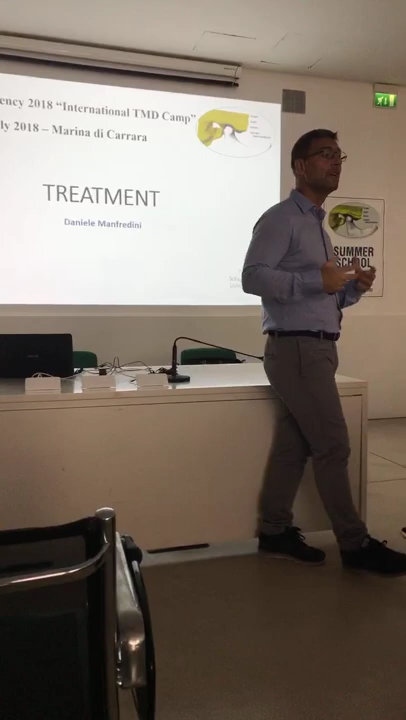 ency 2018 “International TMD Camp”
ly 2018 – Marina di Carrara
TREATMENT
Daniele Manfredini
SUMMER
SCHOOL